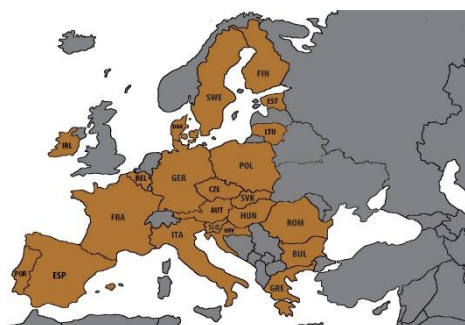 FIN
SWE
EST
DNK
LTU
IRL
POL
BEL
GER
CZE
SVK
FRA
AUT
HUN
SLO
HRV
ROM
ITA
BUL
POR
ESP
GRE